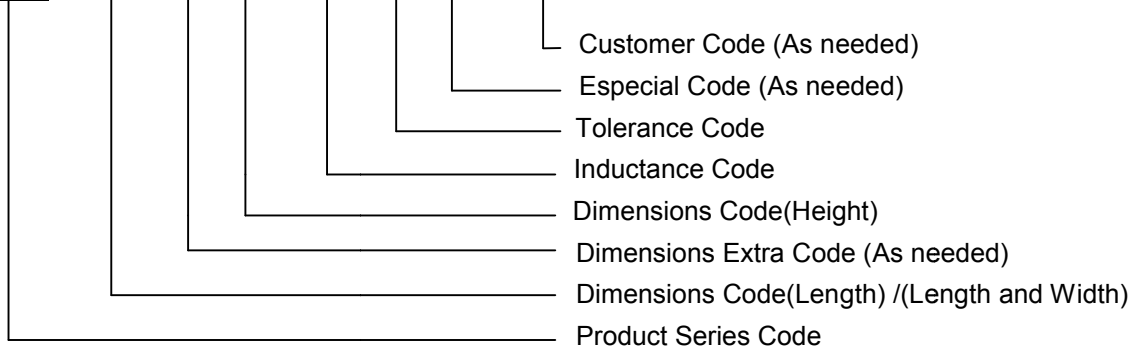 Customer Code (As needed)
Especial Code (As needed)
Tolerance Code
Inductance Code
Dimensions Code(Height)
Dimensions Extra Code (As needed)
Dimensions Code(Length) /(Length and Width)
Product Series Code